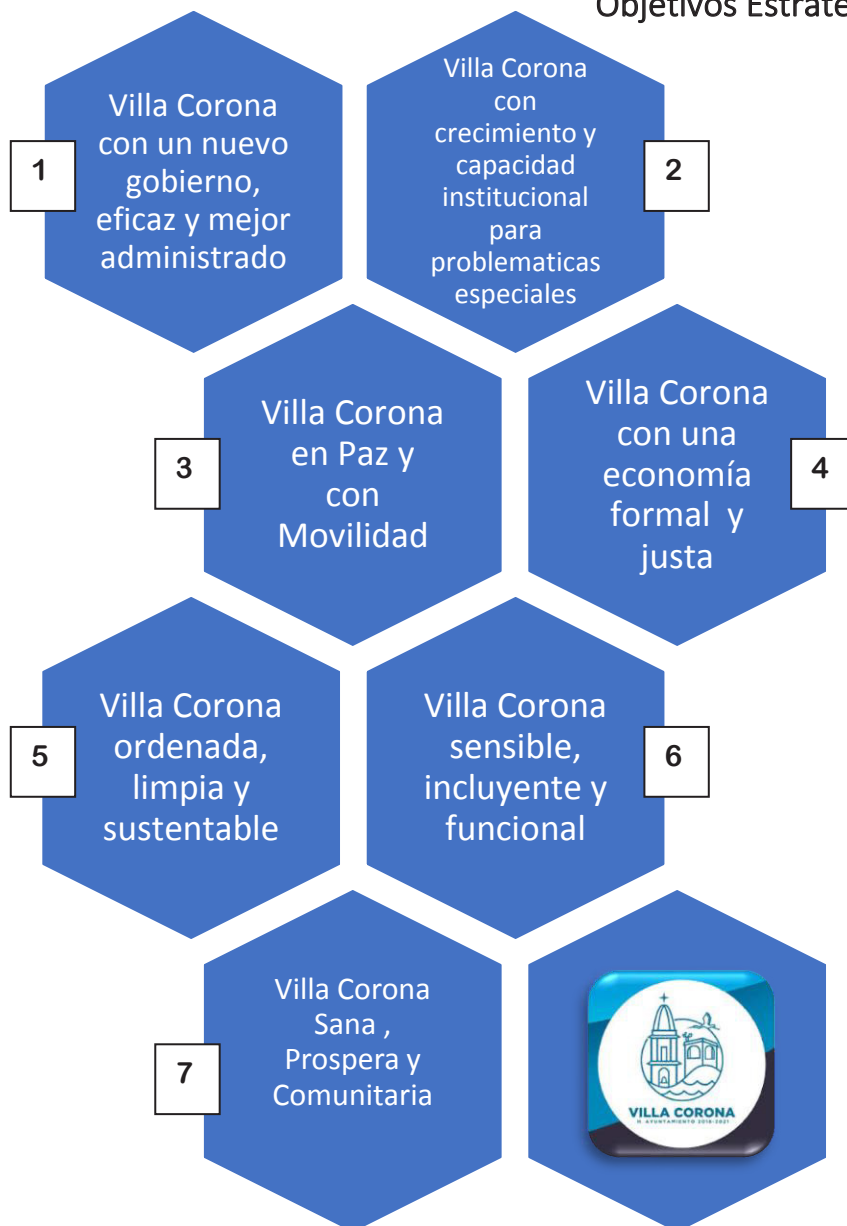 Objetivos Estrate
1
Villa Corona
con un nuevo
gobierno,
eficaz y mejor
administrado
Villa Corona
con
crecimiento y
capacidad
institucional
para
problematicas
especiales
2
3
Villa Corona
en Paz y
con
Movilidad
Villa Corona
con una
economía
formal y
justa
4
5
Villa Corona
ordenada,
limpia y
sustentable
Villa Corona
sensible,
incluyente y
funcional
6
7
Villa Corona
Sana ,
Prospera y
Comunitaria
VILLA CORONA
H. AYUNTAMIENTO 2018-2021